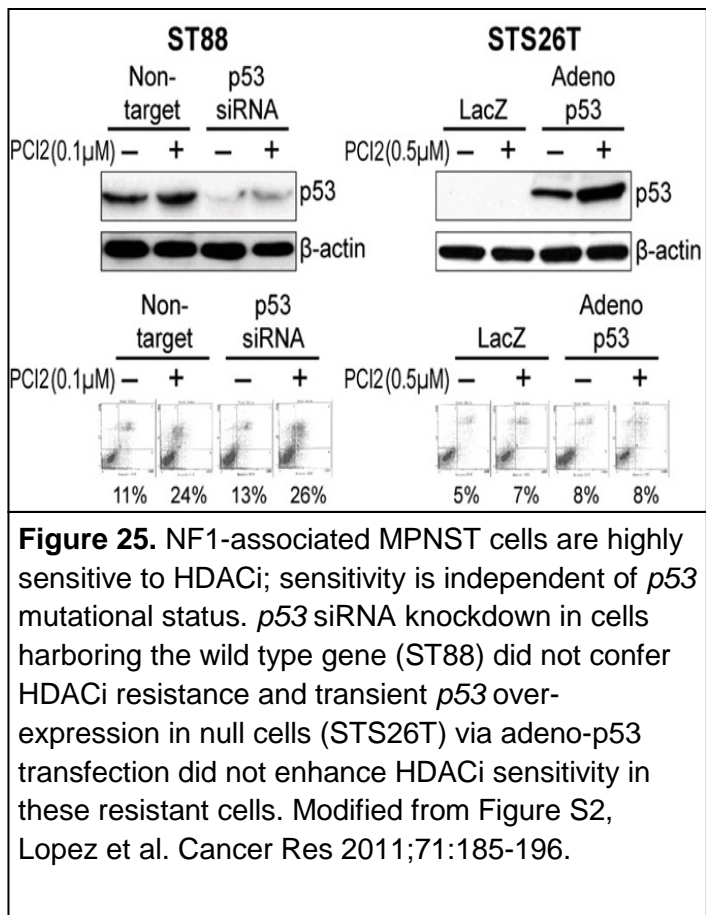 ST88 STS26T
Non- p53 Adeno
target siRNA LacZ p53
PCI2(0.1µM) – + – + PCI2(0.5µM) – + – +
p53 p53
β-actin β-actin
Non- p53 Adeno
target siRNA LacZ p53
PCI2(0.1µM) – + – + PCI2(0.5µM) – + – +
11% 24% 13% 26% 5% 7% 8% 8%
Figure 25. NF1-associated MPNST cells are highly
sensitive to HDACi; sensitivity is independent of p53
mutational status. p53 siRNA knockdown in cells
harboring the wild type gene (ST88) did not confer
HDACi resistance and transient p53 over-
expression in null cells (STS26T) via adeno-p53
transfection did not enhance HDACi sensitivity in
these resistant cells. Modified from Figure S2,
Lopez et al. Cancer Res 2011;71:185-196.